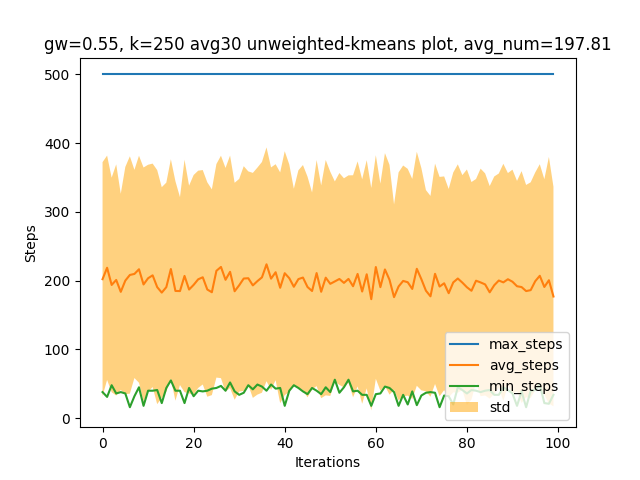 gw=0.55, k=250 avg30 unweighted-kmeans plot, avg_num=197.81
500
400
300
200
100
0
Steps
max_steps
avg_steps
min_steps
std
0 20 40 60 80 100
Iterations